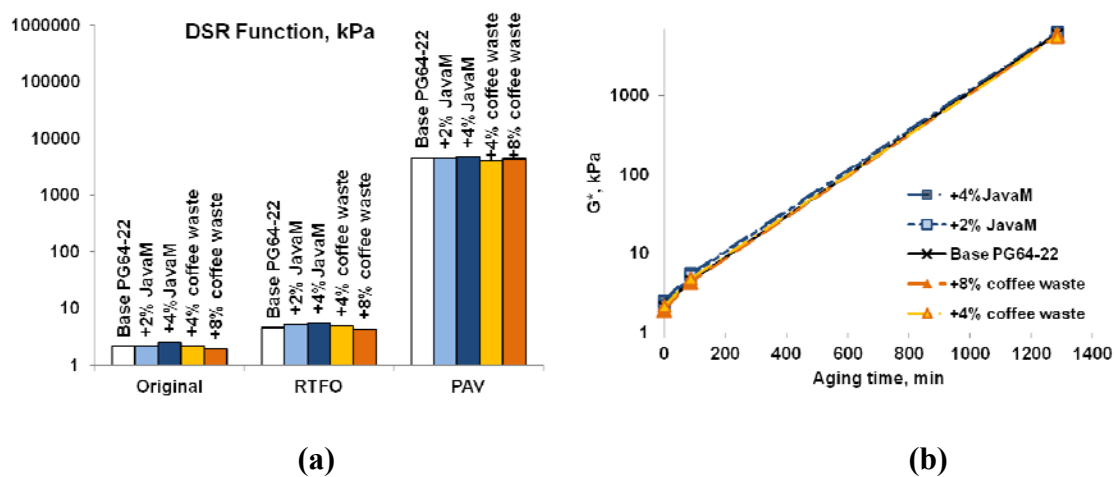 DSR Function, kPa
1000000
100000
10000
1000
100
10
1
Base PG64-22
+2% JavaM
+4% JavaM
+4% coffee waste
+8% coffee waste
Base PG64-22
+2% JavaM
+4% JavaM
+4% coffee waste
+8% coffee waste
Base PG64-22
+2% JavaM
+4% JavaM
+4% coffee waste
+8% coffee waste
Original
RTFO
PAV
(a)
G*, kPa
1000
100
10
1
+4%JavaM
+2% JavaM
Base PG64-22
+8% coffee waste
+4% coffee waste
0 200 400 600 800 1000 1200 1400
Aging time, min
(b)